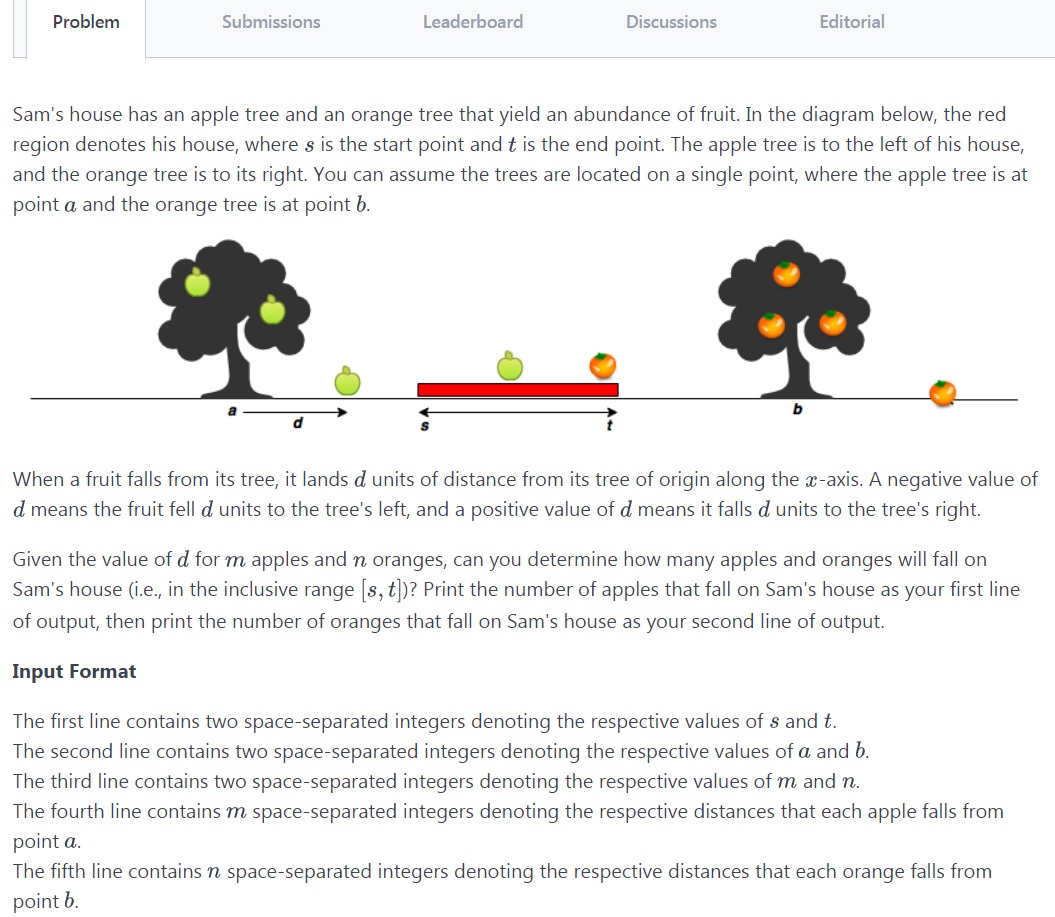 Problem Submissions Leaderboard Discussions Editorial
Sam's house has an apple tree and an orange tree that yield an abundance of fruit. In the diagram below, the red
region denotes his house, where s is the start point and t is the end point. The apple tree is to the left of his house,
and the orange tree is to its right. You can assume the trees are located on a single point, where the apple tree is at
point a and the orange tree is at point b.
a d s t b
When a fruit falls from its tree, it lands d units of distance from its tree of origin along the x-axis. A negative value of
d means the fruit fell d units to the tree's left, and a positive value of d means it falls d units to the tree's right.
Given the value of d for m apples and n oranges, can you determine how many apples and oranges will fall on
Sam's house (i.e., in the inclusive range [s, t])? Print the number of apples that fall on Sam's house as your first line
of output, then print the number of oranges that fall on Sam's house as your second line of output.
Input Format
The first line contains two space-separated integers denoting the respective values of s and t.
The second line contains two space-separated integers denoting the respective values of a and b.
The third line contains two space-separated integers denoting the respective values of m and n.
The fourth line contains m space-separated integers denoting the respective distances that each apple falls from
point a.
The fifth line contains n space-separated integers denoting the respective distances that each orange falls from
point b.